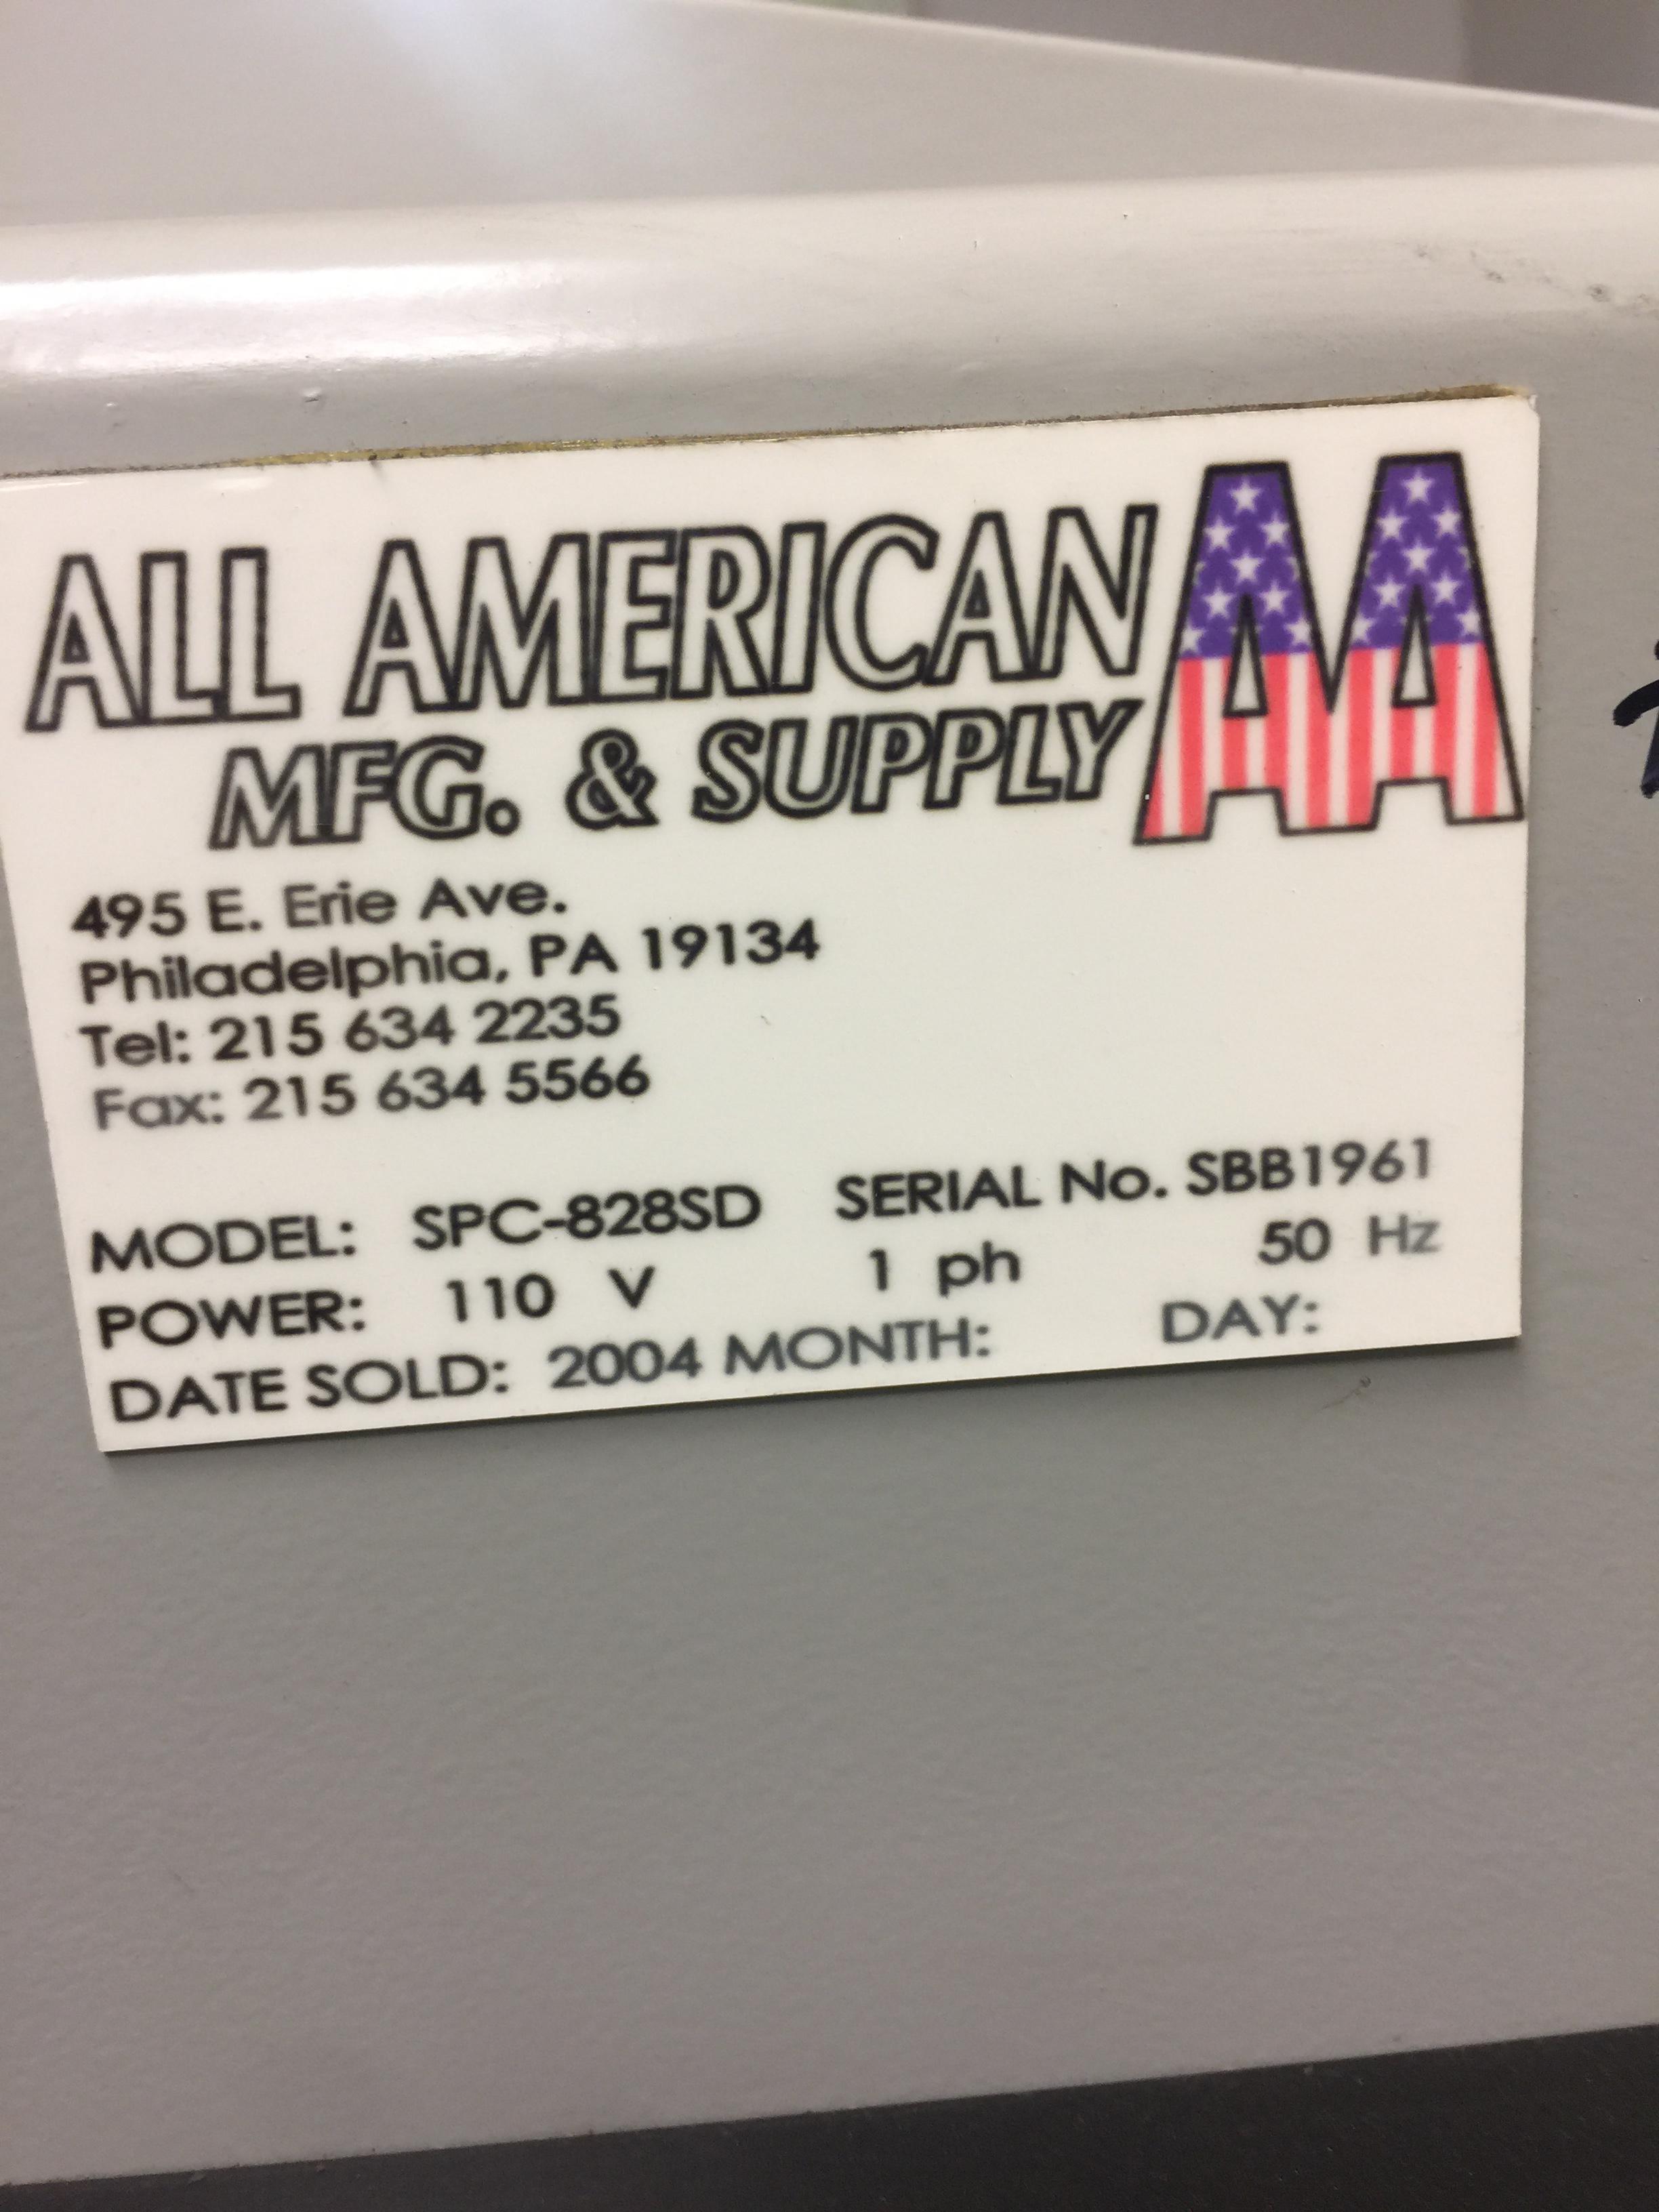 ALL AMERICAN AA
MFG. & SUPPLY
495 E. Erie Ave.
Philadelphia, PA 19134
Tel: 215 634 2235
Fax: 215 634 5566
MODEL: SPC-828SD SERIAL No. SBB1961
POWER: 110 V 1 ph 50 Hz
DATE SOLD: 2004 MONTH: DAY: